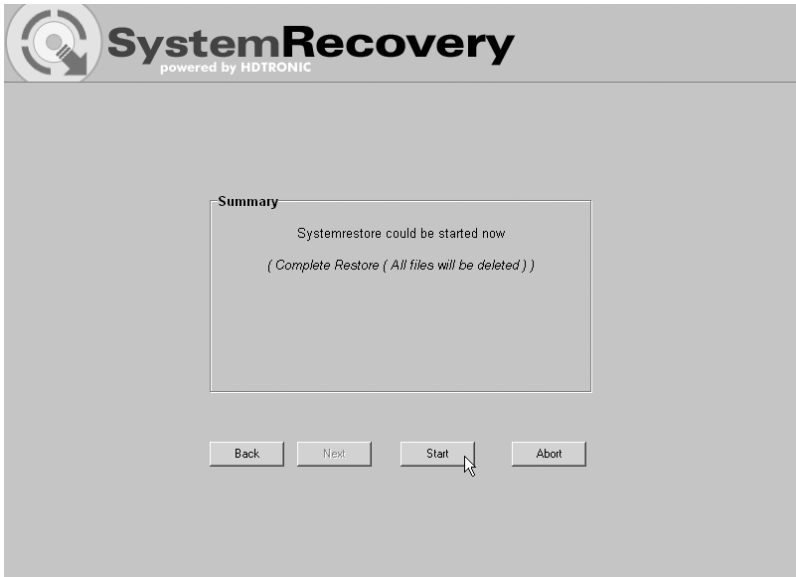 SystemRecovery
powered by HDTRONIC
Summary
Systemrestore could be started now
( Complete Restore ( All files will be deleted ) )
Back Next Start Abort